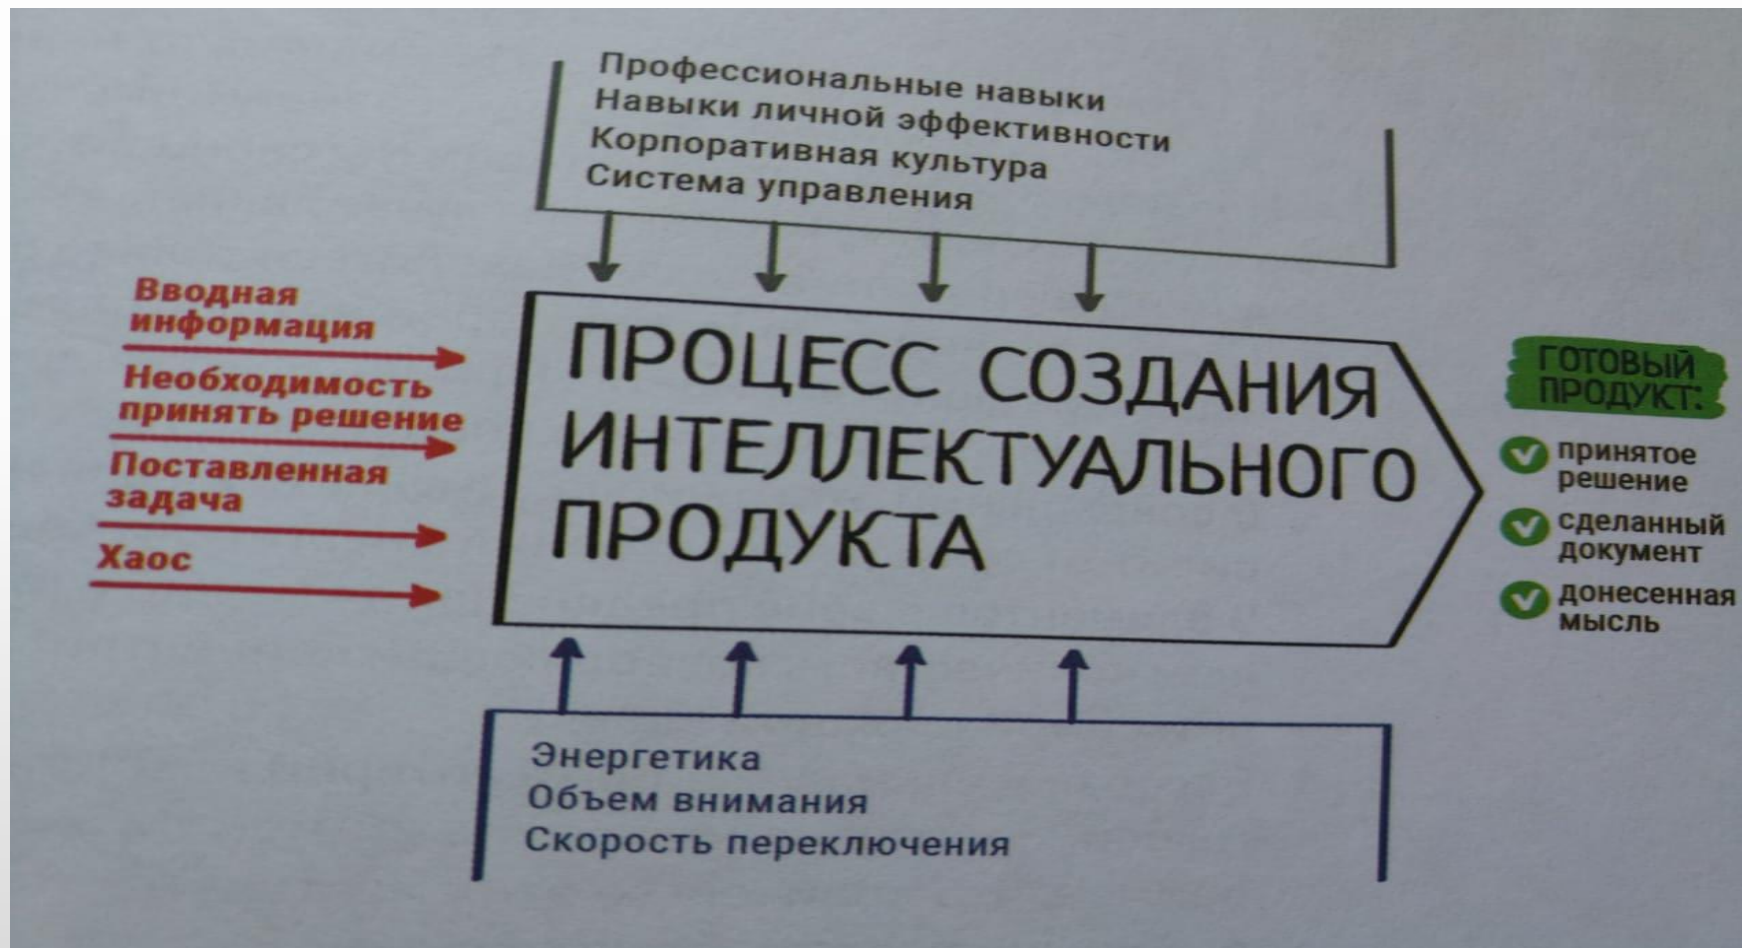 Профессиональные навыки
Навыки личной эффективности
Корпоративная культура
Система управления
Вводная
информация
Необходимость
принять решение
Поставленная
задача
Хаос
ПРОЦЕСС СОЗДАНИЯ
ИНТЕЛЛЕКТУАЛЬНОГО
ПРОДУКТА
ГОТОВЫЙ
ПРОДУКТ:
принятое
решение
сделанный
документ
донесенная
мысль
Энергетика
Объем внимания
Скорость переключения